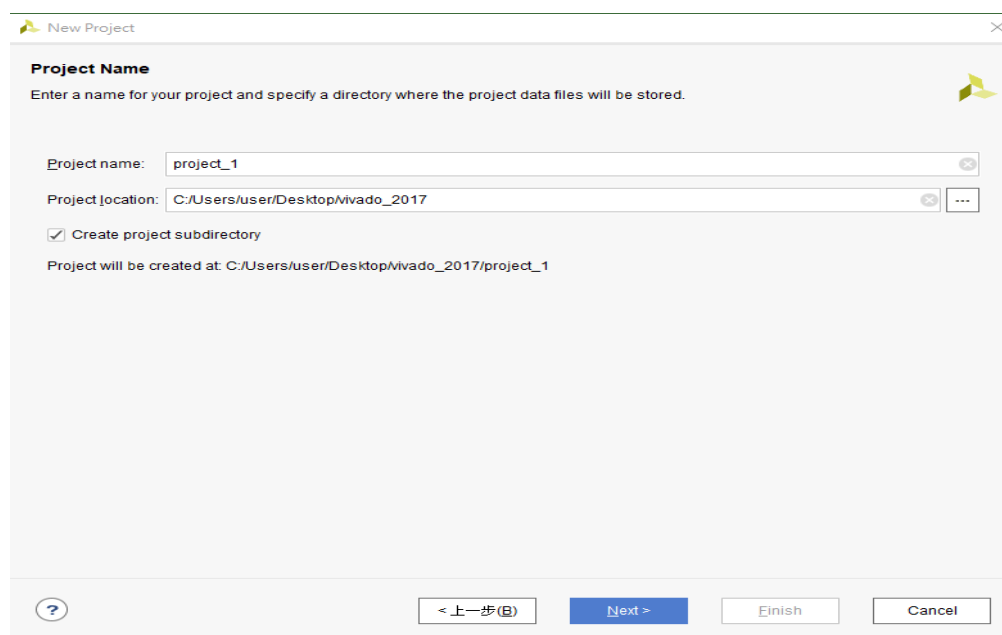 New Project
Project Name
Enter a name for your project and specify a directory where the project data files will be stored.
Project name: project_1
Project location: C:/Users/user/Desktop/vivado_2017 ...
Create project subdirectory
Project will be created at: C:/Users/user/Desktop/vivado_2017/project_1
? < 上一步(B) Next > Finish Cancel